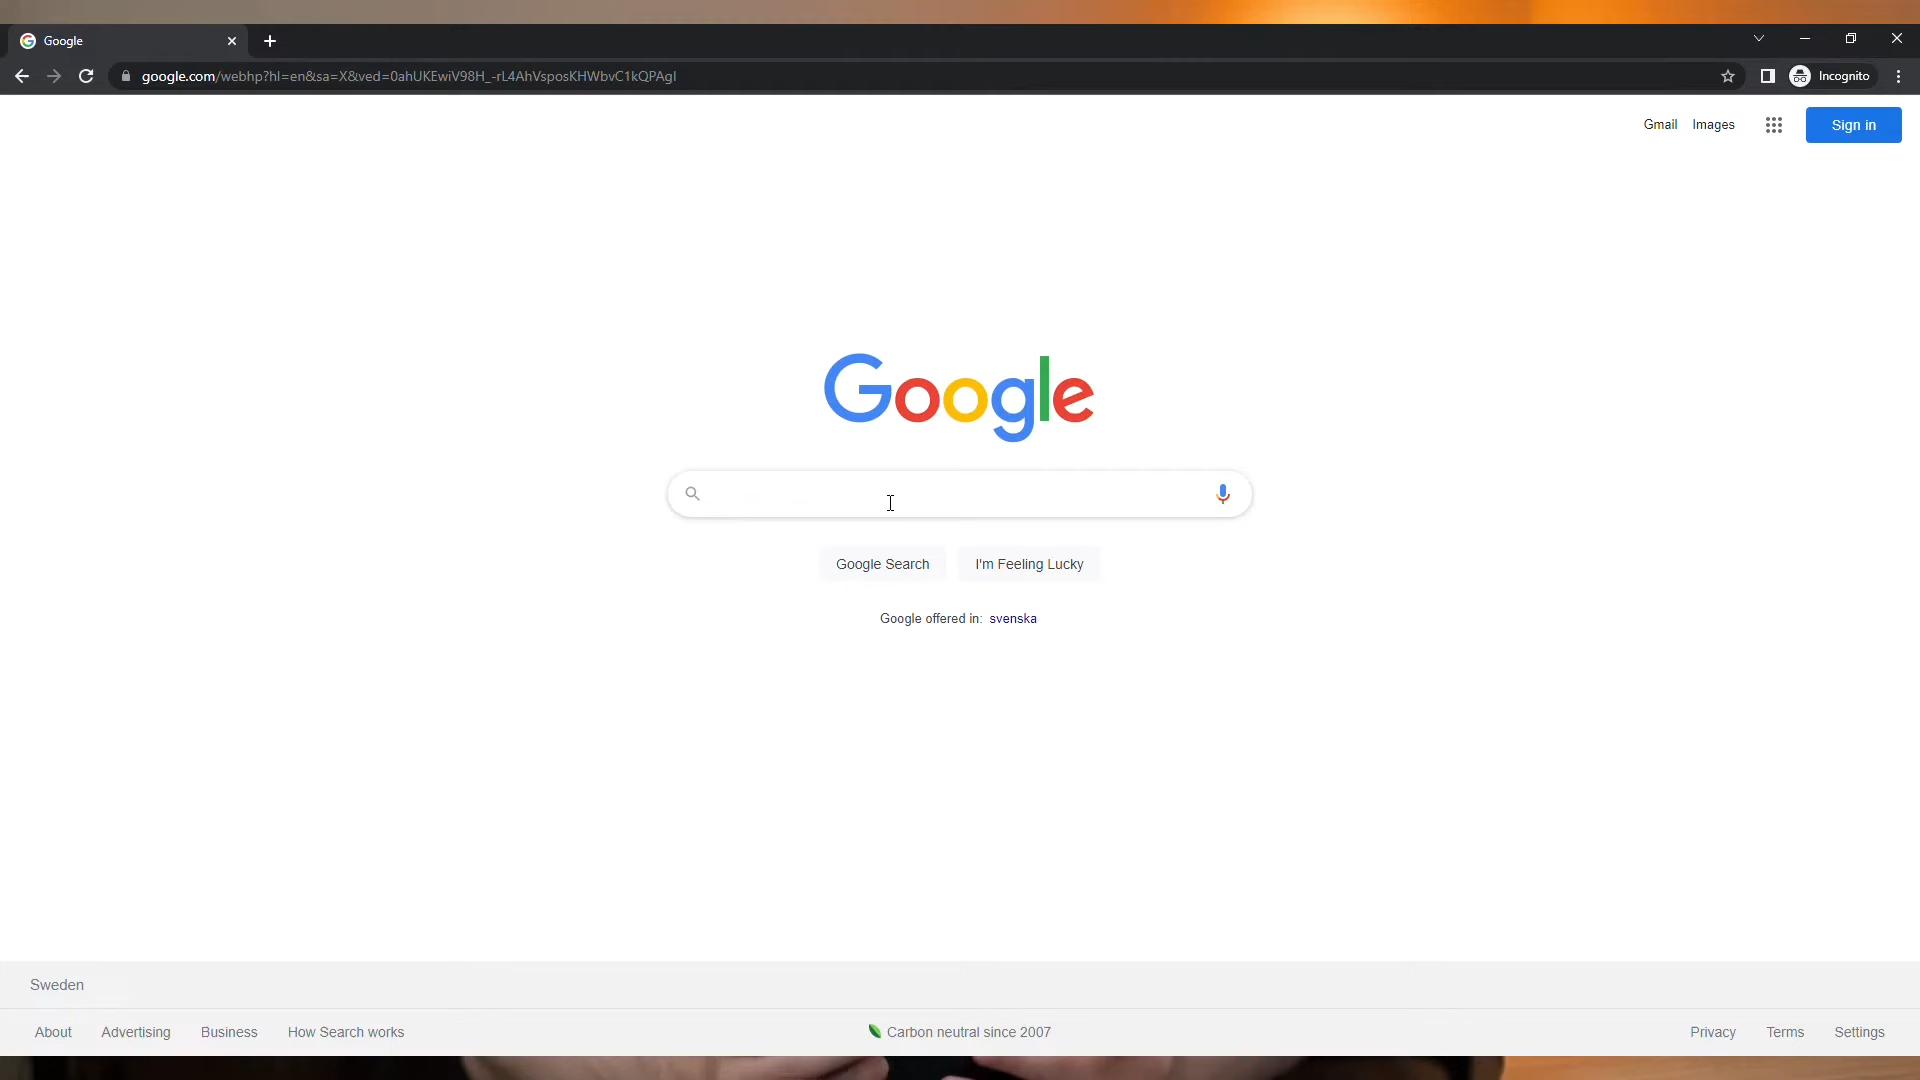 Google
google.com/webhp?hl=en&sa=X&ved=0ahUKEwiV98H_-rL4AhVsposKHWbvC1kQPAgI
Incognito
Gmail Images Sign in
Google
Google Search I'm Feeling Lucky
Google offered in: svenska
Sweden
About Advertising Business How Search works Carbon neutral since 2007 Privacy Terms Settings